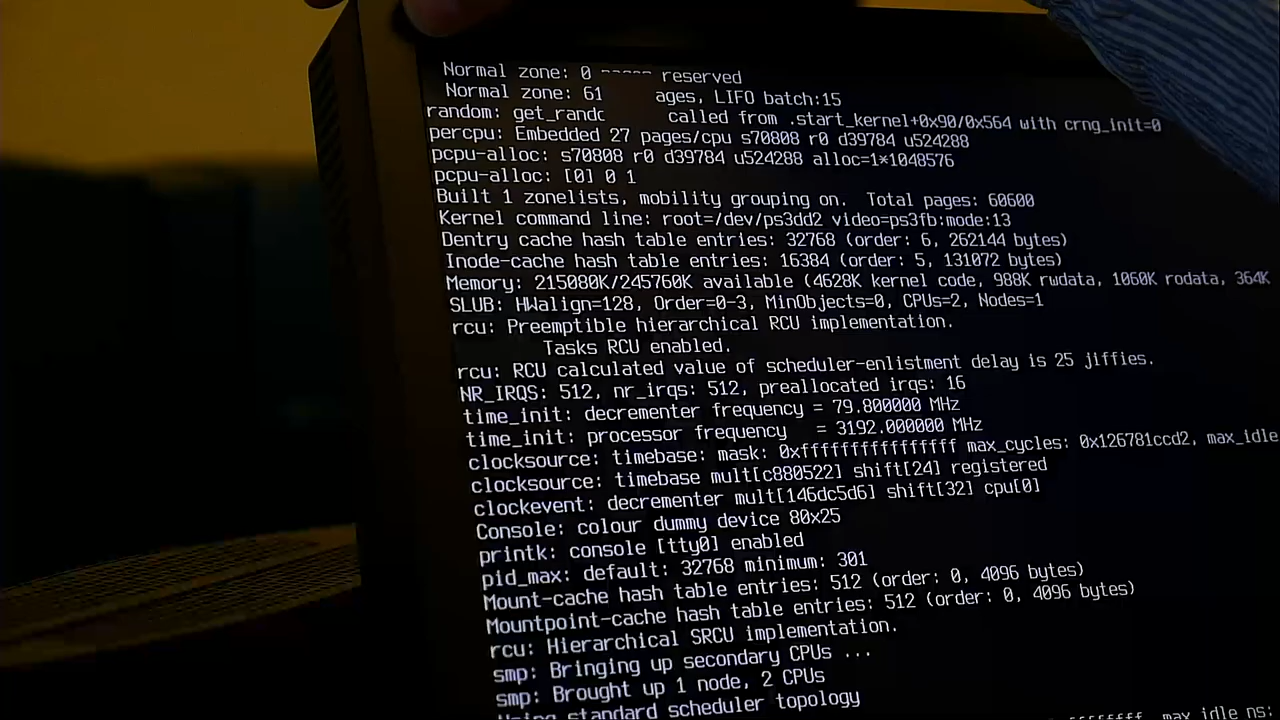 Normal zone: 0 reserved
Normal zone: 61 ages, LIFO batch:15
random: get_randc called from .start_kernel+0x90/0x564 with crng_init=0
percpu: Embedded 27 pages/cpu s70808 r0 d39784 u524288
pcpu-alloc: s70808 r0 d39784 u524288 alloc=1*1048576
pcpu-alloc: [0] 0 1
Built 1 zonelists, mobility grouping on.  Total pages: 60600
Kernel command line: root=/dev/ps3dd2 video=ps3fb:mode:13
Dentry cache hash table entries: 32768 (order: 6, 262144 bytes)
Inode-cache hash table entries: 16384 (order: 5, 131072 bytes)
Memory: 215080K/245760K available (4628K kernel code, 988K rwdata, 1060K rodata, 364K
SLUB: HWalign=128, Order=0-3, MinObjects=0, CPUs=2, Nodes=1
rcu: Preemptible hierarchical RCU implementation.
Tasks RCU enabled.
rcu: RCU calculated value of scheduler-enlistment delay is 25 jiffies.
NR_IRQS: 512, nr_irqs: 512, preallocated irqs: 16
time_init: decrementer frequency = 79.800000 MHz
time_init: processor frequency   = 3192.000000 MHz
clocksource: timebase: mask: 0xffffffffffffffff max_cycles: 0x126781ccd2, max_idle
clocksource: timebase mult[c880522] shift[24] registered
clockevent: decrementer mult[146dc5d6] shift[32] cpu[0]
Console: colour dummy device 80x25
printk: console [tty0] enabled
pid_max: default: 32768 minimum: 301
Mount-cache hash table entries: 512 (order: 0, 4096 bytes)
Mountpoint-cache hash table entries: 512 (order: 0, 4096 bytes)
rcu: Hierarchical SRCU implementation.
smp: Bringing up secondary CPUs ...
smp: Brought up 1 node, 2 CPUs
Using standard scheduler topology
max_idle_ns: